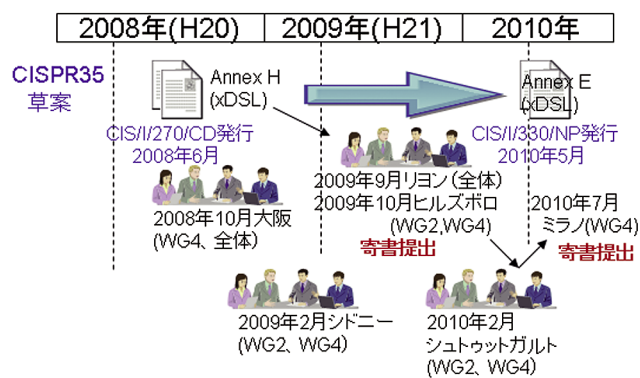 2008年(H20)
2009年(H21)
2010年
CISPR35
草案
Annex H
(xDSL)
Annex E
(xDSL)
CIS/I/270/CD発行
2008年6月
CIS/I/330/NP発行
2010年5月
2008年10月大阪
(WG4、全体)
2009年9月リヨン(全体)
2009年10月ヒルズボロ
(WG2,WG4)
寄書提出
2010年7月
ミラノ(WG4)
寄書提出
2009年2月シドニー
(WG2、WG4)
2010年2月
シュトゥットガルト
(WG2、WG4)